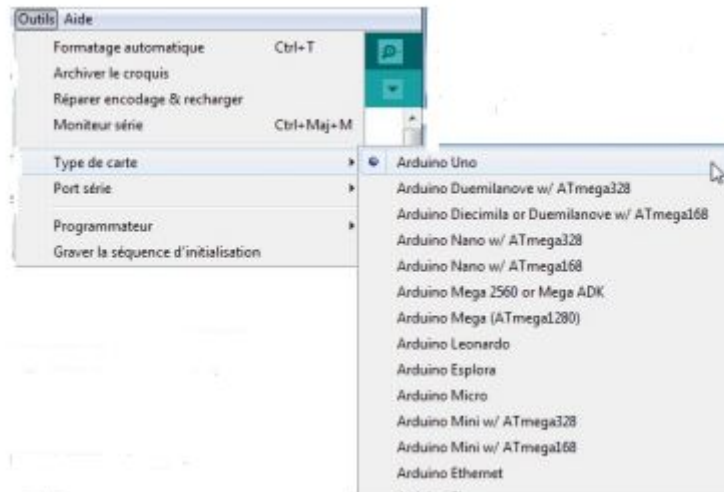 Outils Aide
Formatage automatique Ctrl+T
Archiver le croquis
Réparer encodage & recharger
Moniteur série Ctrl+Maj+M
Type de carte
Port série
Programmateur
Graver la séquence d'initialisation
Arduino Uno
Arduino Duemilanove w/ ATmega328
Arduino Diecimila or Duemilanove w/ ATmega168
Arduino Nano w/ ATmega328
Arduino Nano w/ ATmega168
Arduino Mega 2560 or Mega ADK
Arduino Mega (ATmega1280)
Arduino Leonardo
Arduino Esplora
Arduino Micro
Arduino Mini w/ ATmega328
Arduino Mini w/ ATmega168
Arduino Ethernet